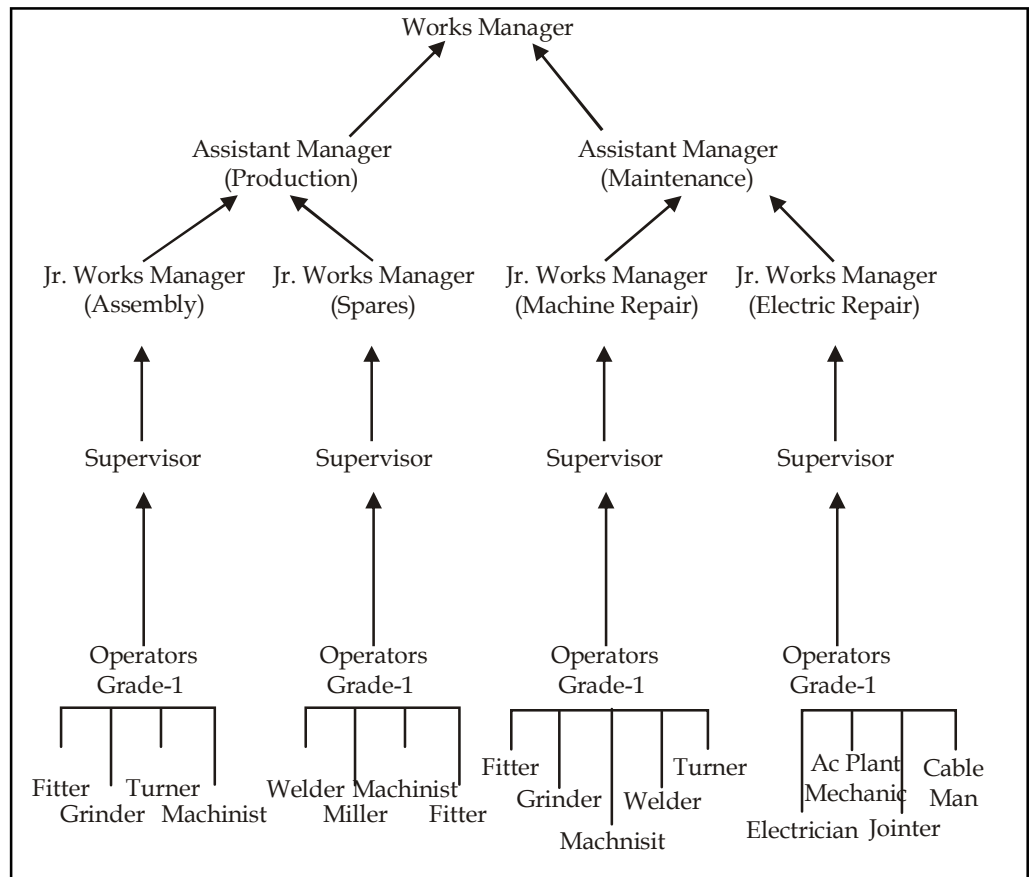 Works Manager
Assistant Manager
(Production)
Assistant Manager
(Maintenance)
Jr. Works Manager
(Assembly)
Jr. Works Manager
(Spares)
Jr. Works Manager
(Machine Repair)
Jr. Works Manager
(Electric Repair)
Supervisor
Supervisor
Supervisor
Supervisor
Operators
Grade-1
Operators
Grade-1
Operators
Grade-1
Operators
Grade-1
Fitter
Grinder
Turner
Machinist
Welder
Miller
Machinist
Fitter
Fitter
Grinder
Machnisit
Welder
Turner
Electrician
Ac Plant
Mechanic
Jointer
Cable
Man